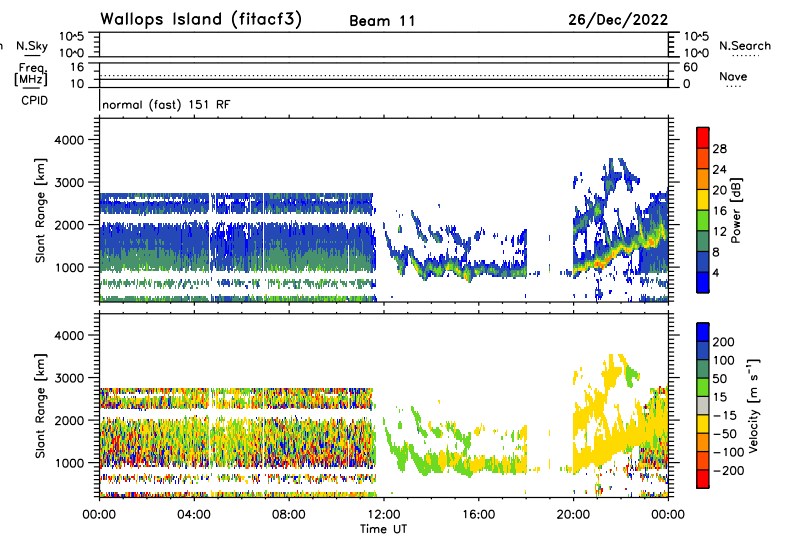 Wallops Island (fitacf3) Beam 11 26/Dec/2022
n N.Sky 10^5 10^0 10^5 10^0 N.Search
Freq. [MHz] 16 10 60 0 Nave
CPID normal (fast) 151 RF
Slant Range [km]
4000
3000
2000
1000
28
24
20
16
12
8
4
Power [dB]
Slant Range [km]
4000
3000
2000
1000
200
100
50
15
-15
-50
-100
-200
Velocity [m s⁻¹]
00:00 04:00 08:00 12:00 16:00 20:00 00:00
Time UT